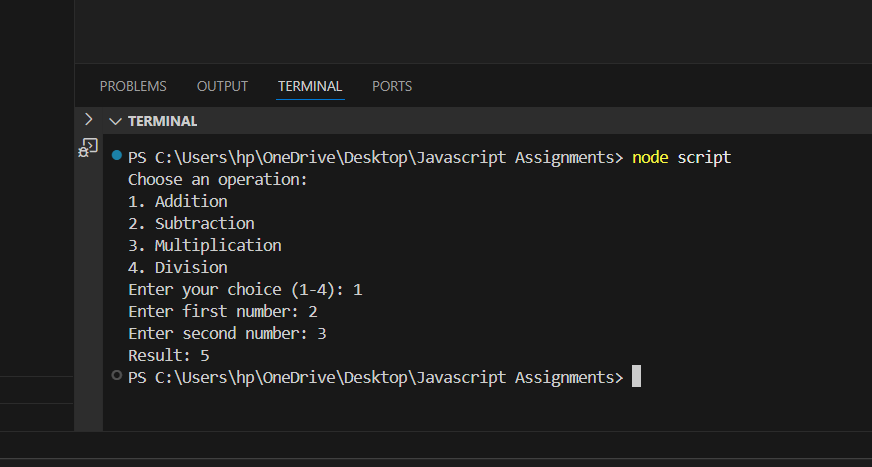 PROBLEMS OUTPUT TERMINAL PORTS
TERMINAL
PS C:\Users\hp\OneDrive\Desktop\Javascript Assignments> node script
Choose an operation:
1. Addition
2. Subtraction
3. Multiplication
4. Division
Enter your choice (1-4): 1
Enter first number: 2
Enter second number: 3
Result: 5
PS C:\Users\hp\OneDrive\Desktop\Javascript Assignments>